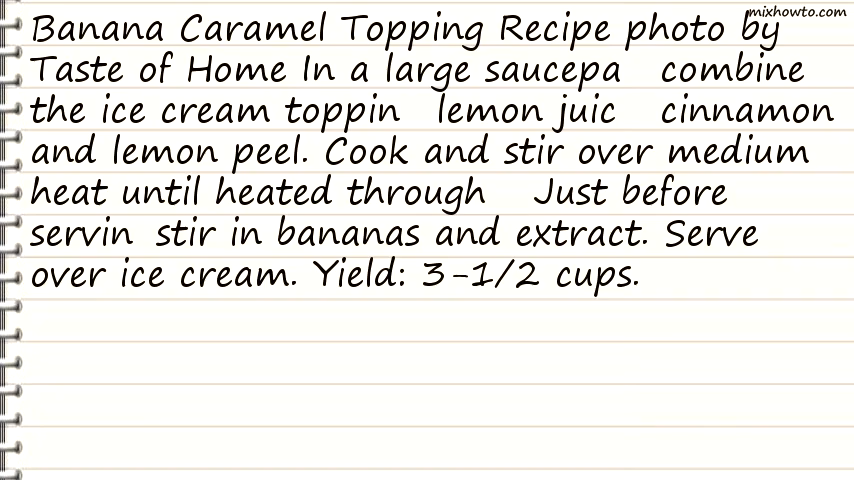 mixhowto.com
Banana Caramel Topping Recipe photo by
Taste of Home In a large saucepa combine
the ice cream toppin lemon juic cinnamon
and lemon peel. Cook and stir over medium
heat until heated through Just before
servin stir in bananas and extract. Serve
over ice cream. Yield: 3-1/2 cups.